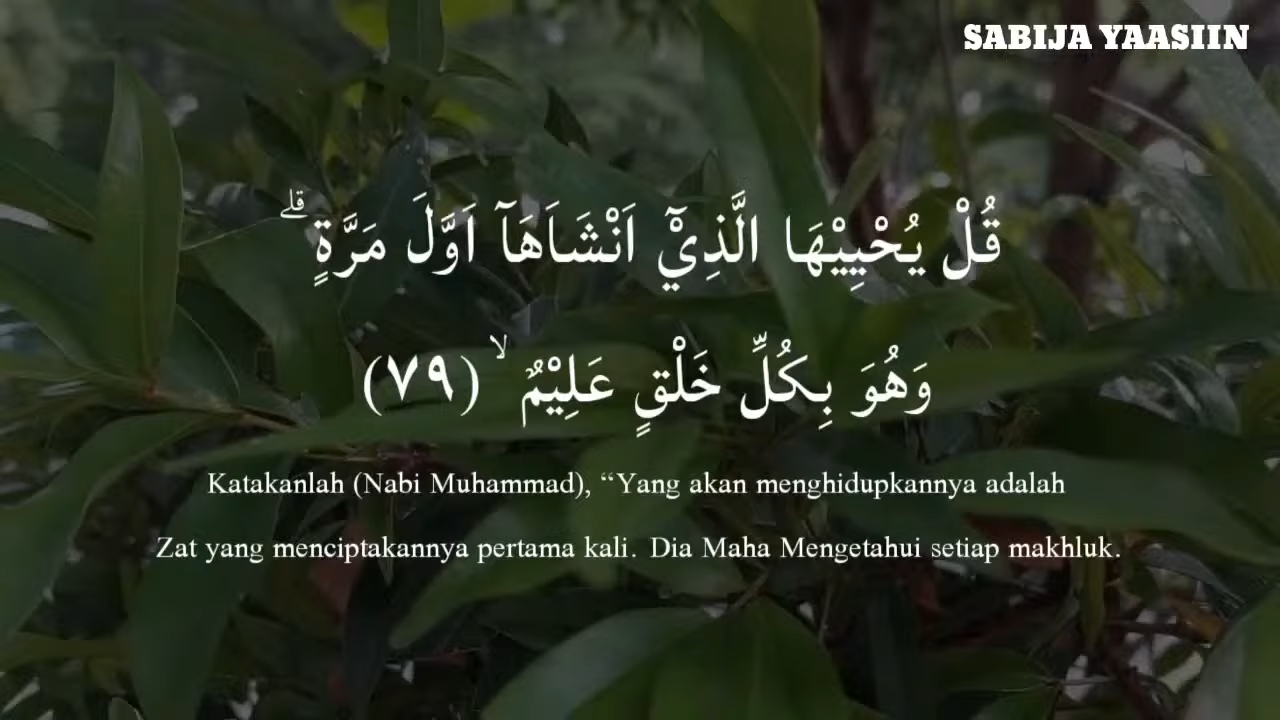 SABIJA YAASIIN
قُلْ يُحْيِيْهَا الَّذِيْٓ اَنْشَاَهَآ اَوَّلَ مَرَّةٍ ۗ
وَهُوَ بِكُلِّ خَلْقٍ عَلِيْمٌ ۙ (٧٩)
Katakanlah (Nabi Muhammad), “Yang akan menghidupkannya adalah
Zat yang menciptakannya pertama kali. Dia Maha Mengetahui setiap makhluk.